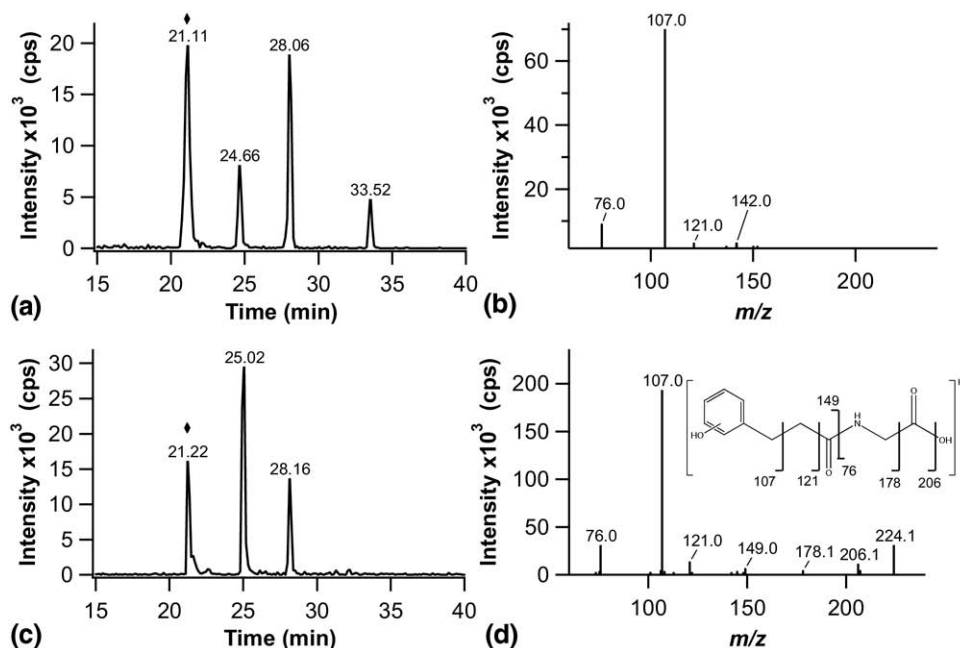 ♦
21.11
28.06
24.66
33.52
Intensity x10³ (cps)
20
15
10
5
0
15 20 25 30 35 40
Time (min)
(a)
107.0
76.0
121.0
142.0
Intensity x10³ (cps)
60
40
20
100 150 200
m/z
(b)
25.02
♦
21.22
28.16
Intensity x10³ (cps)
30
25
20
15
10
5
0
15 20 25 30 35 40
Time (min)
(c)
107.0
76.0
121.0
149.0
178.1
206.1
224.1
Intensity x10³ (cps)
200
150
100
50
0
100 150 200
m/z
(d)
HO
O
H
N
O
OH
149
107
121
76
178
206